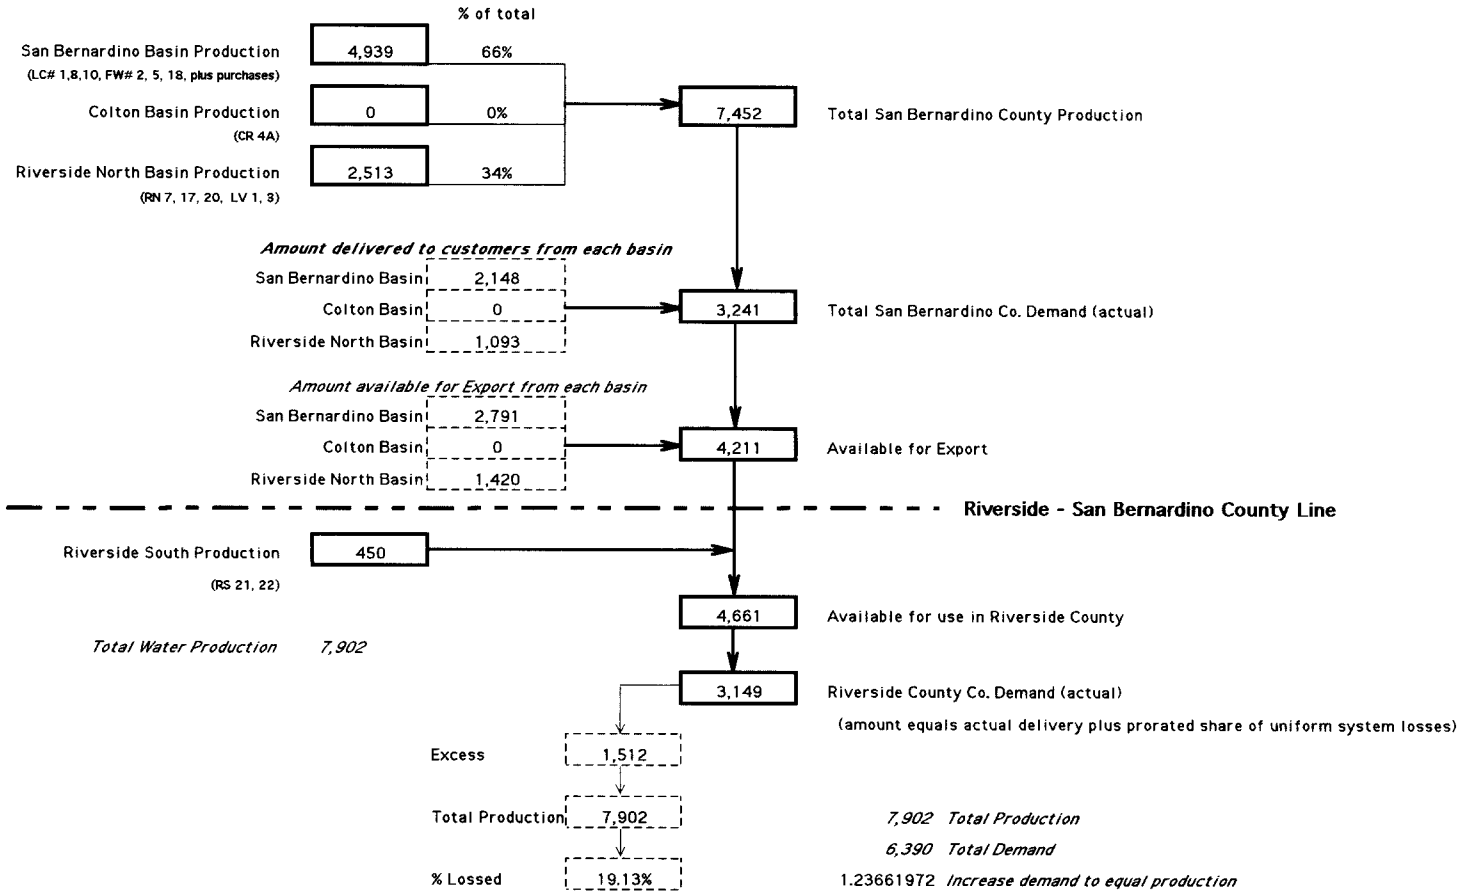 % of total
San Bernardino Basin Production 4,939 66%
(LC# 1,8,10, FW# 2, 5, 18, plus purchases)
Colton Basin Production 0 0% 7,452 Total San Bernardino County Production
(CR 4A)
Riverside North Basin Production 2,513 34%
(RN 7, 17, 20, LV 1, 3)
Amount delivered to customers from each basin
San Bernardino Basin 2,148
Colton Basin 0 3,241 Total San Bernardino Co. Demand (actual)
Riverside North Basin 1,093
Amount available for Export from each basin
San Bernardino Basin 2,791
Colton Basin 0 4,211 Available for Export
Riverside North Basin 1,420
Riverside - San Bernardino County Line
Riverside South Production 450
(RS 21, 22)
4,661 Available for use in Riverside County
Total Water Production 7,902
3,149 Riverside County Co. Demand (actual)
(amount equals actual delivery plus prorated share of uniform system losses)
Excess 1,512
Total Production 7,902 7,902 Total Production
6,390 Total Demand
% Lossed 19.13% 1.23661972 Increase demand to equal production